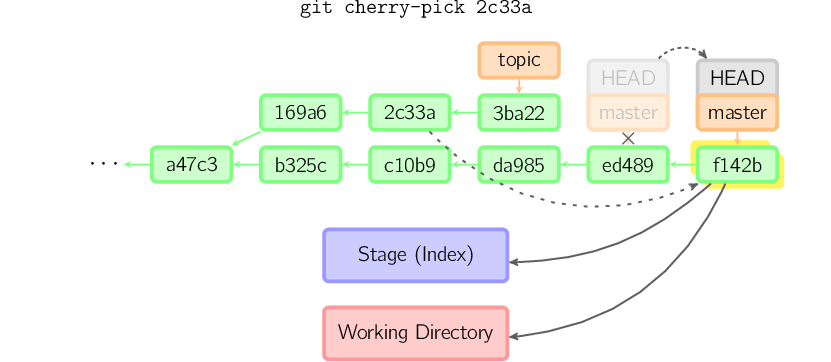 git cherry-pick 2c33a
topic
HEAD
HEAD
master
master
169a6
2c33a
3ba22
...
a47c3
b325c
c10b9
da985
ed489
f142b
Stage (Index)
Working Directory